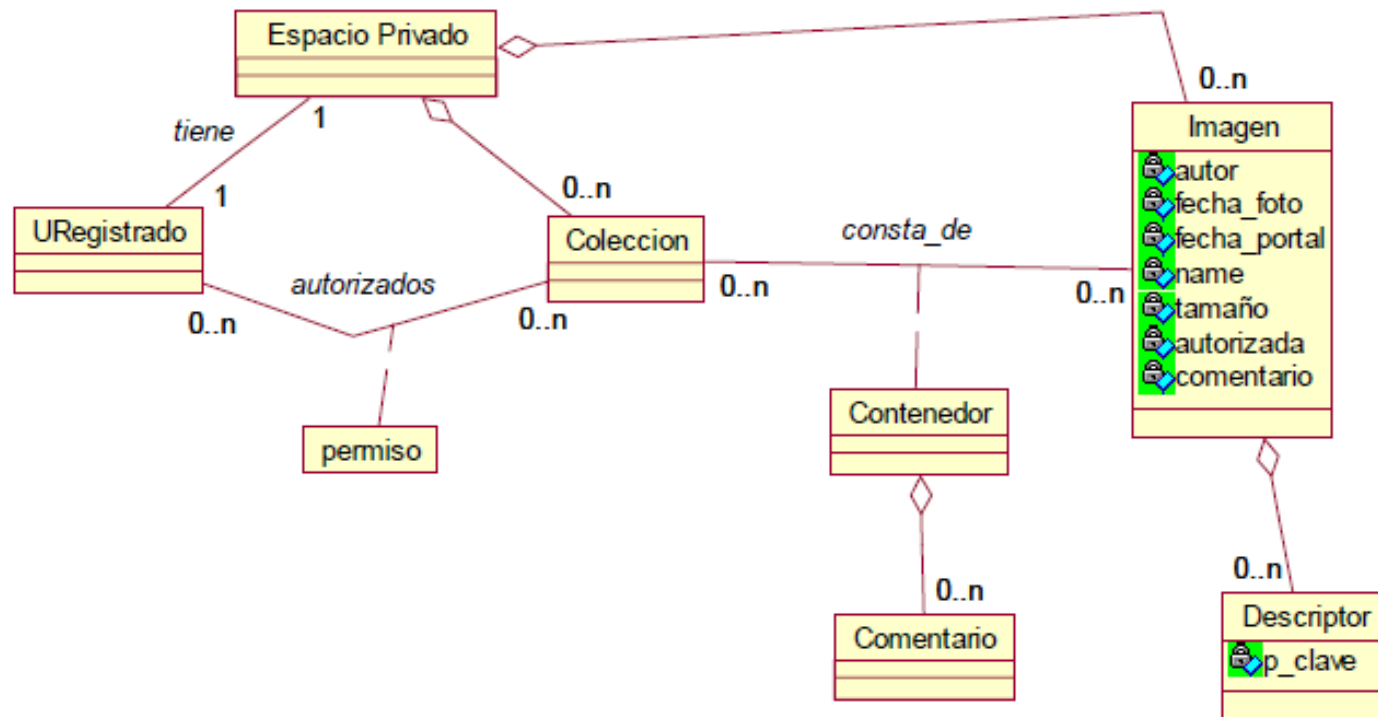 Espacio Privado
0..n
tiene
1
Imagen
autor
fecha_foto
fecha_portal
name
tamaño
autorizada
comentario
1
0..n
URegistrado
Coleccion
consta_de
autorizados
0..n
0..n
0..n
0..n
Contenedor
permiso
0..n
0..n
Comentario
Descriptor
p_clave